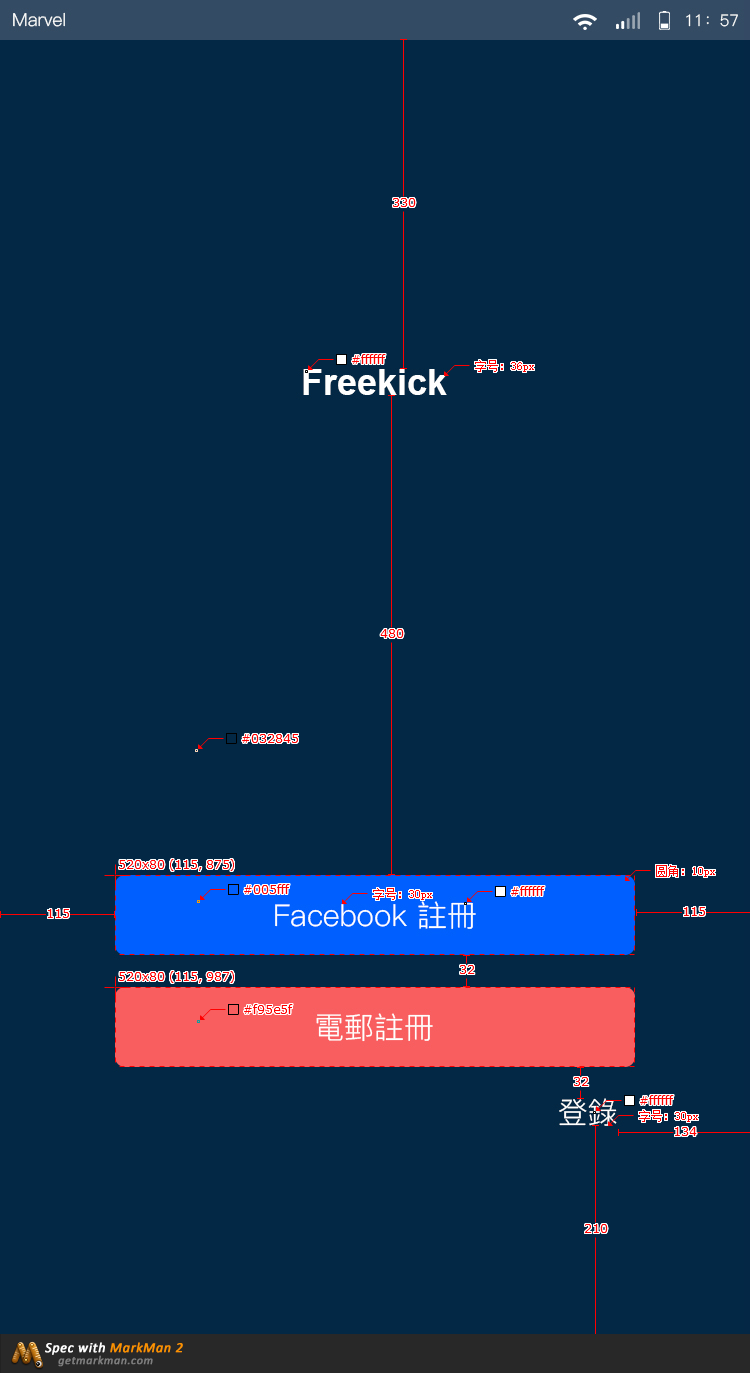 Marvel
11: 57
330
#ffffff
字号: 36px
Freekick
480
#032845
520x80 (115, 875)
圆角: 10px
#005fff
字号: 30px
#ffffff
115
Facebook 註冊
115
32
520x80 (115, 987)
#f95e5f
電郵註冊
32
登錄
#ffffff
字号: 30px
134
210
Spec with MarkMan 2
getmarkman.com